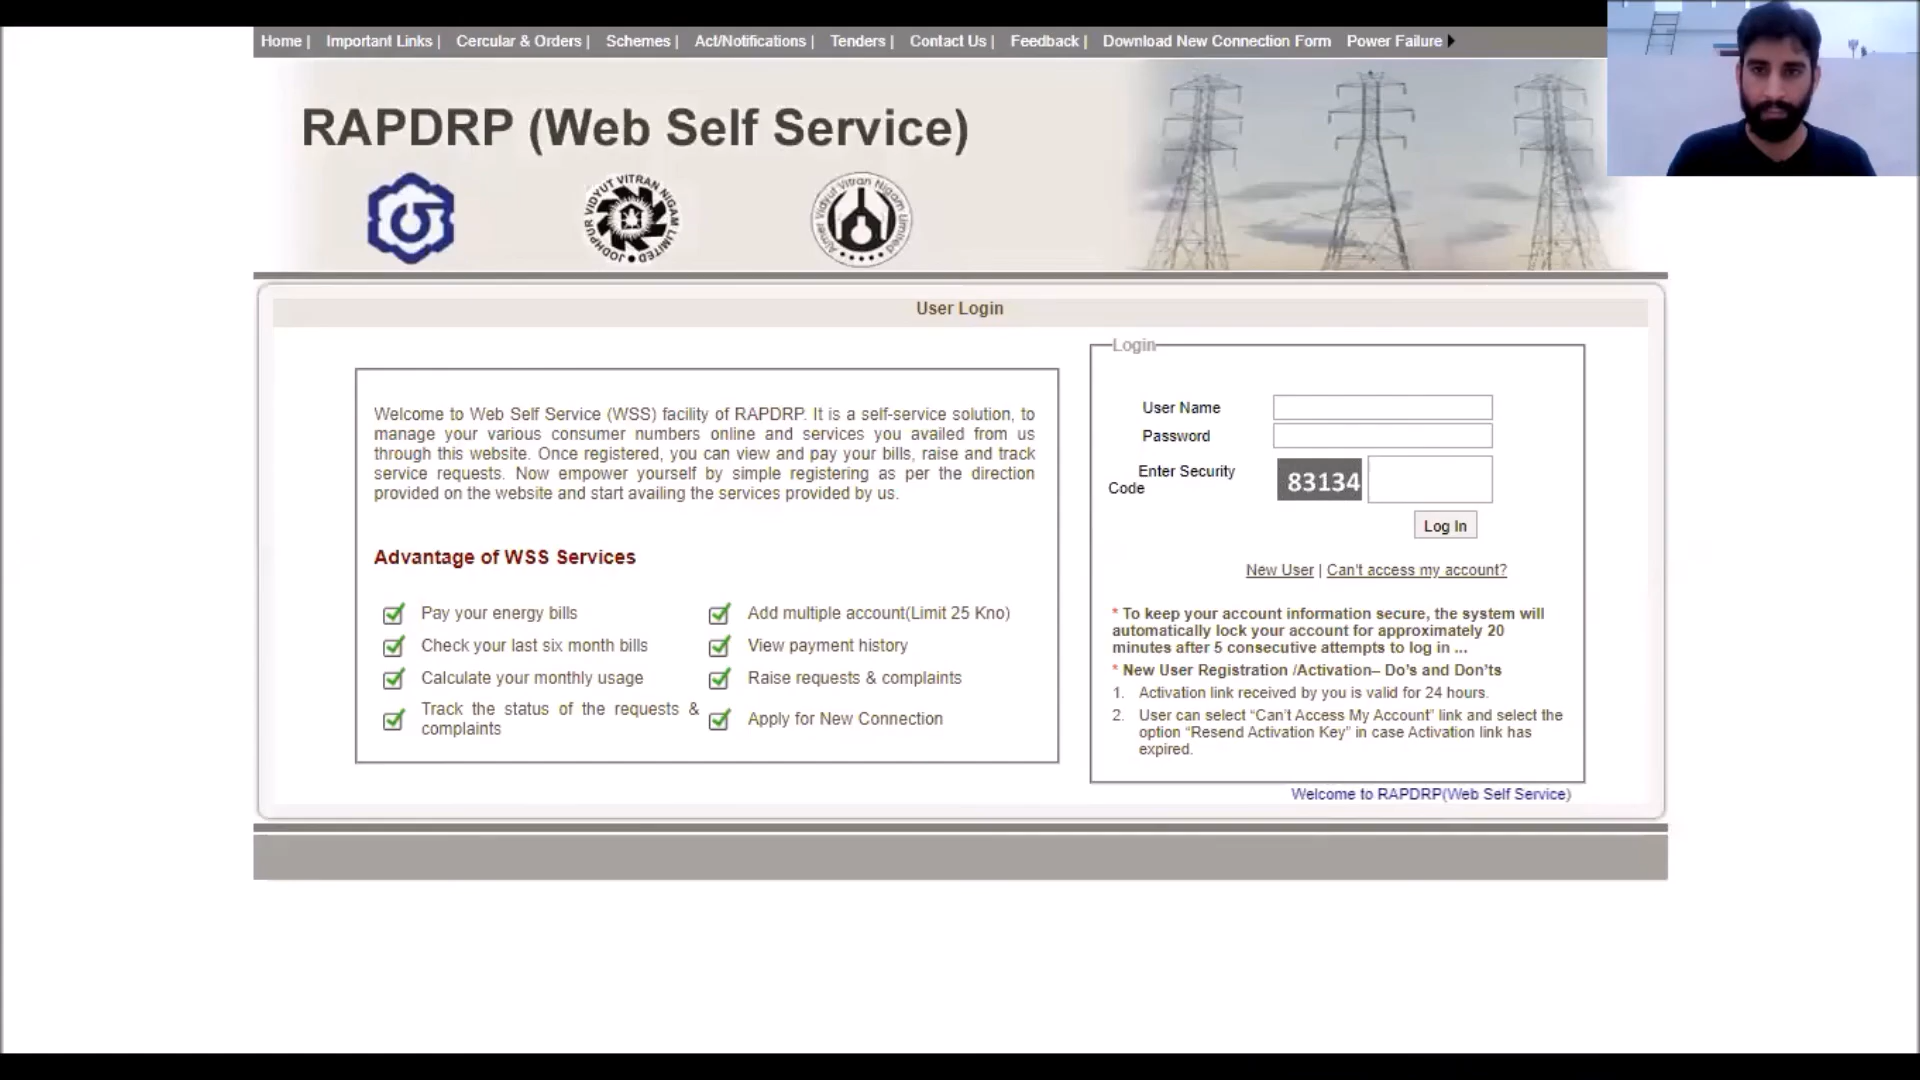 Home | Important Links | Cercular & Orders | Schemes | Act/Notifications | Tenders | Contact Us | Feedback | Download New Connection Form Power Failure
RAPDRP (Web Self Service)
JODHPUR VIDYUT VITRAN NIGAM LIMITED
Ajmer Vidyut Vitran Nigam Limited
User Login
Welcome to Web Self Service (WSS) facility of RAPDRP. It is a self-service solution, to
manage your various consumer numbers online and services you availed from us
through this website. Once registered, you can view and pay your bills, raise and track
service requests. Now empower yourself by simple registering as per the direction
provided on the website and start availing the services provided by us.
Advantage of WSS Services
Pay your energy bills
Add multiple account(Limit 25 Kno)
Check your last six month bills
View payment history
Calculate your monthly usage
Raise requests & complaints
Track the status of the requests &
complaints
Apply for New Connection
Login
User Name
Password
Enter Security
Code
83134
Log In
New User | Can't access my account?
* To keep your account information secure, the system will
automatically lock your account for approximately 20
minutes after 5 consecutive attempts to log in ...
* New User Registration /Activation– Do's and Don'ts
1. Activation link received by you is valid for 24 hours.
2. User can select “Can't Access My Account” link and select the
option “Resend Activation Key” in case Activation link has
expired.
Welcome to RAPDRP(Web Self Service)